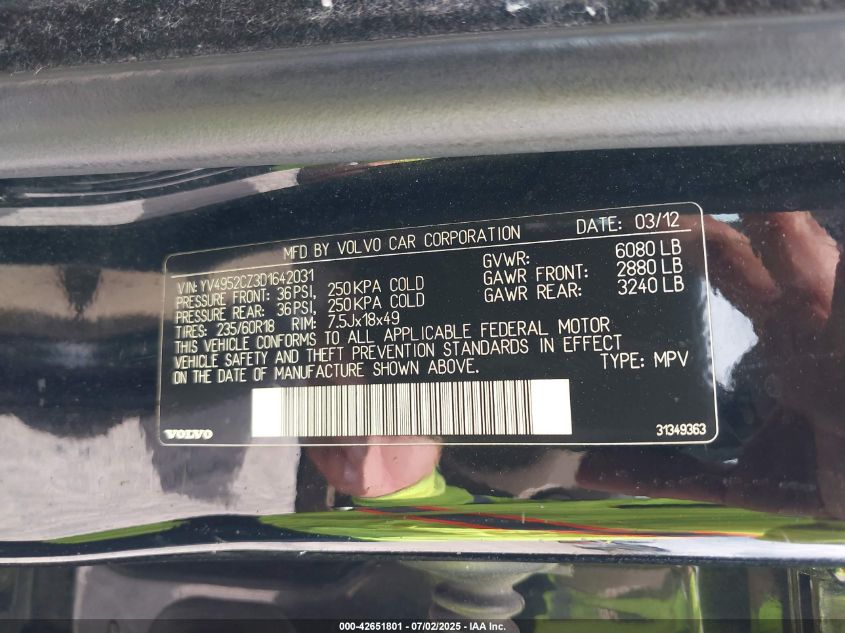 MFD BY VOLVO CAR CORPORATION DATE: 03/12
VIN: YV4952CZ3D1642031 GVWR: 6080 LB
PRESSURE FRONT: 36PSI, 250KPA COLD GAWR FRONT: 2880 LB
PRESSURE REAR: 36PSI, 250KPA COLD GAWR REAR: 3240 LB
TIRES: 235/60R18 RIM: 7.5Jx18x49
THIS VEHICLE CONFORMS TO ALL APPLICABLE FEDERAL MOTOR
VEHICLE SAFETY AND THEFT PREVENTION STANDARDS IN EFFECT
ON THE DATE OF MANUFACTURE SHOWN ABOVE. TYPE: MPV
VOLVO 31349363
000-42651801 - 07/02/2025 - IAA Inc.